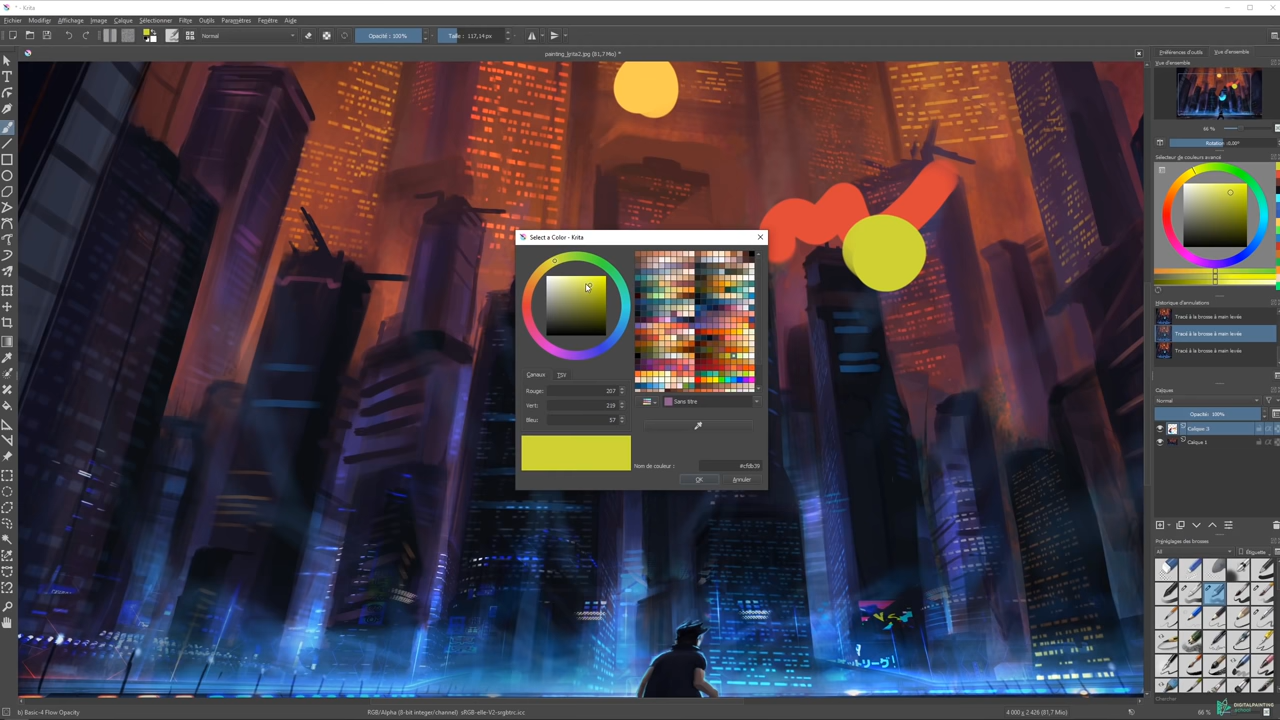 * - Krita
Fichier Modifier Affichage Image Calque Sélectionner Filtre Outils Paramètres Fenêtre Aide
Normal Opacité : 100% Taille : 117,14 px
painting_krita2.jpg (81,7 Mio) *
Préférences d'outils Vue d'ensemble
Vue d'ensemble
66 %
Rotation : 0,00°
Sélecteur de couleurs avancé
Select a Color - Krita
Canaux TSV
Rouge: 207
Vert: 219
Bleu: 57
Sans titre
Nom de couleur : #cfdb39
OK Annuler
Historique d'annulations
Tracé à la brosse à main levée
Tracé à la brosse à main levée
Tracé à la brosse à main levée
Calques
Normal
Opacité: 100%
Calque 3
Calque 1
Préréglages des brosses
All Étiquette
Chercher
b) Basic-4 Flow Opacity RGB/Alpha (8-bit integer/channel) sRGB-elle-V2-srgbtrc.icc 4 000 x 2 426 (81,7 Mio) 66 %
DIGITALPAINTING